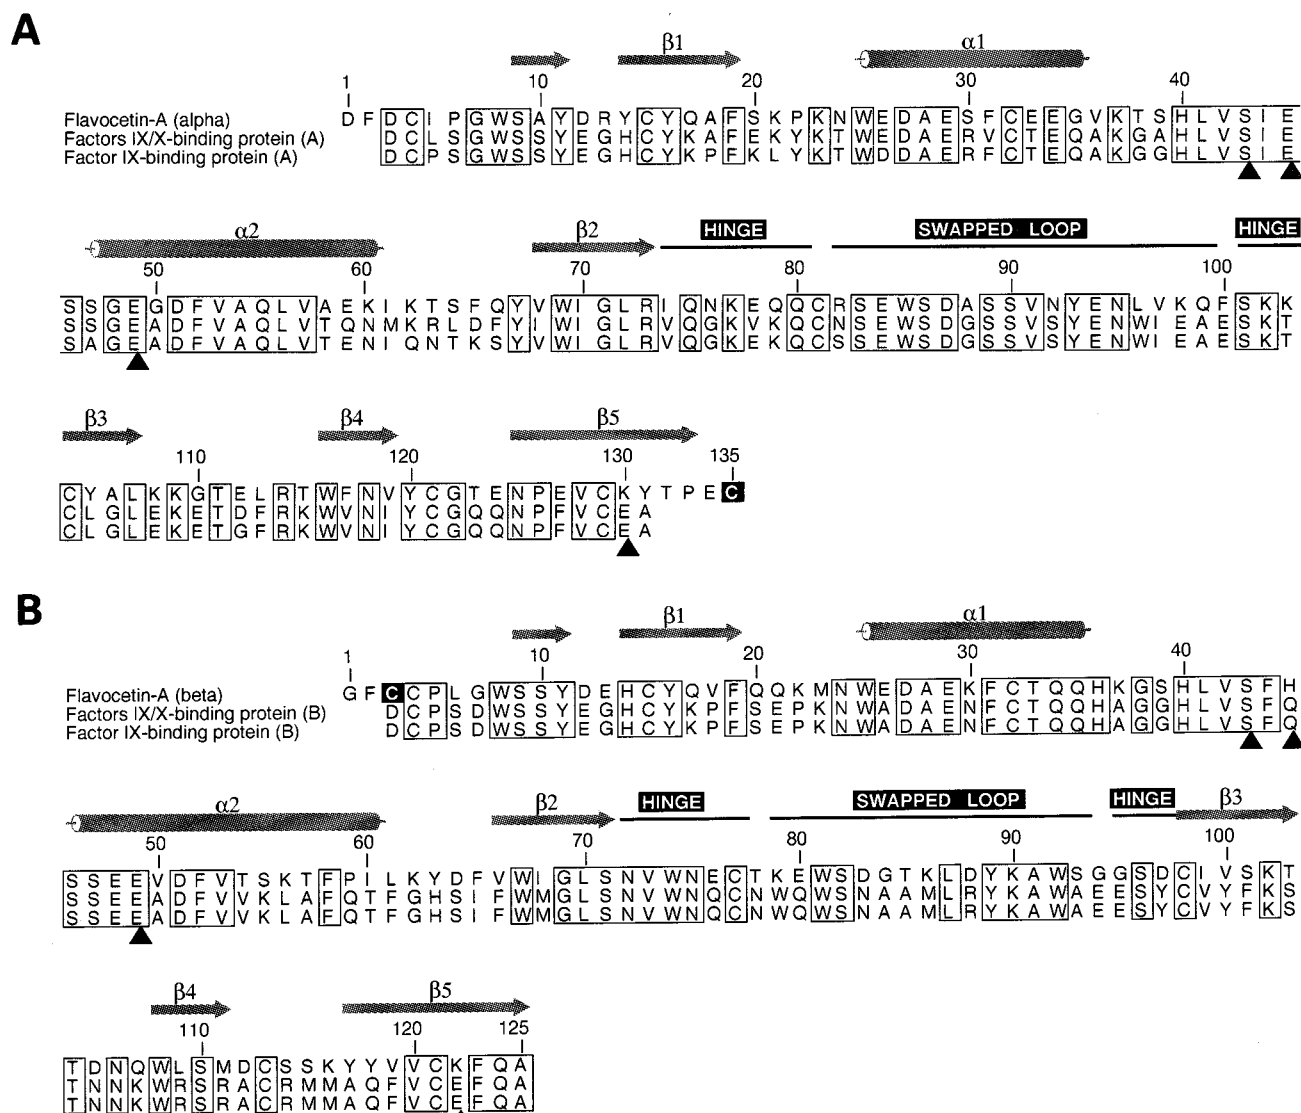 A
β1 α1
1 10 20 30 40
Flavocetin-A (alpha) D F D C I P G W S A Y D R Y C Y Q A F S K P K N W E D A E S F C E E G V K T S H L V S I E
Factors IX/X-binding protein (A) D C L S G W S S Y E G H C Y K A F E K Y K T W E D A E R V C T E Q A K G A H L V S I E
Factor IX-binding protein (A) D C P S G W S S Y E G H C Y K P F K L Y K T W D D A E R F C T E Q A K G G H L V S I E
α2 β2 HINGE SWAPPED LOOP HINGE
50 60 70 80 90 100
S S G E G D F V A Q L V A E K I K T S F Q Y V W I G L R I Q N K E Q Q C R S E W S D A S S V N Y E N L V K Q F S K K
S S G E A D F V A Q L V T Q N M K R L D F Y I W I G L R V Q G K V K Q C N S E W S D G S S V S Y E N W I E A E S K T
S A G E A D F V A Q L V T E N I Q N T K S Y V W I G L R V Q G K E K Q C S S E W S D G S S V S Y E N W I E A E S K T
β3 β4 β5
110 120 130 135
C Y A L K K G T E L R T W F N V Y C G T E N P E V C K Y T P E C
C L G L E K E T D F R K W V N I Y C G Q Q N P F V C E A
C L G L E K E T G F R K W V N I Y C G Q Q N P F V C E A
B
β1 α1
1 10 20 30 40
Flavocetin-A (beta) G F C C P L G W S S Y D E H C Y Q V F Q Q K M N W E D A E K F C T Q Q H K G S H L V S F H
Factors IX/X-binding protein (B) D C P S D W S S Y E G H C Y K P F S E P K N W A D A E N F C T Q Q H A G G H L V S F Q
Factor IX-binding protein (B) D C P S D W S S Y E G H C Y K P F S E P K N W A D A E N F C T Q Q H A G G H L V S F Q
α2 β2 HINGE SWAPPED LOOP HINGE β3
50 60 70 80 90 100
S S E E V D F V T S K T F P I L K Y D F V W I G L S N V W N E C T K E W S D G T K L D Y K A W S G G S D C I V S K T
S S E E A D F V V K L A F Q T F G H S I F W M G L S N V W N Q C N W Q W S N A A M L R Y K A W A E E S Y C V Y F K S
S S E E A D F V V K L A F Q T F G H S I F W M G L S N V W N Q C N W Q W S N A A M L R Y K A W A E E S Y C V Y F K S
β4 β5
110 120 125
T D N Q W L S M D C S S K Y Y V V C K F Q A
T N N K W R S R A C R M M A Q F V C E F Q A
T N N K W R S R A C R M M A Q F V C E F Q A